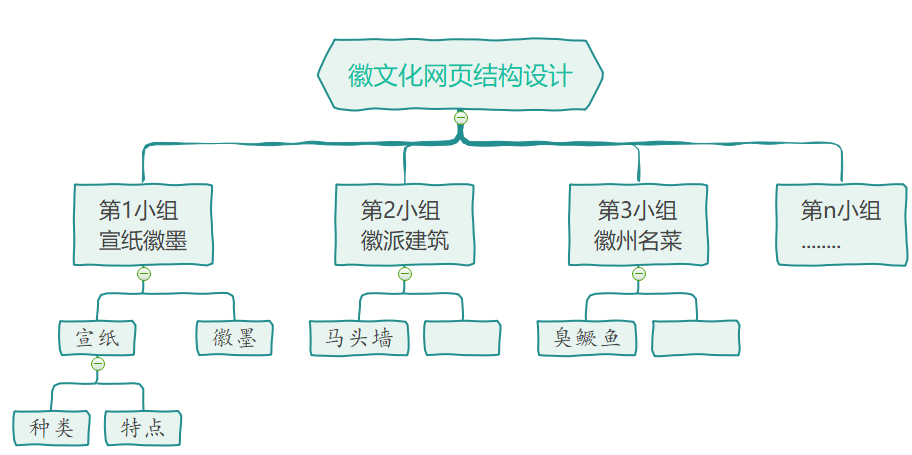 徽文化网页结构设计
第1小组
宣纸徽墨
第2小组
徽派建筑
第3小组
徽州名菜
第n小组
........
宣纸
徽墨
马头墙
臭鳜鱼
种类
特点